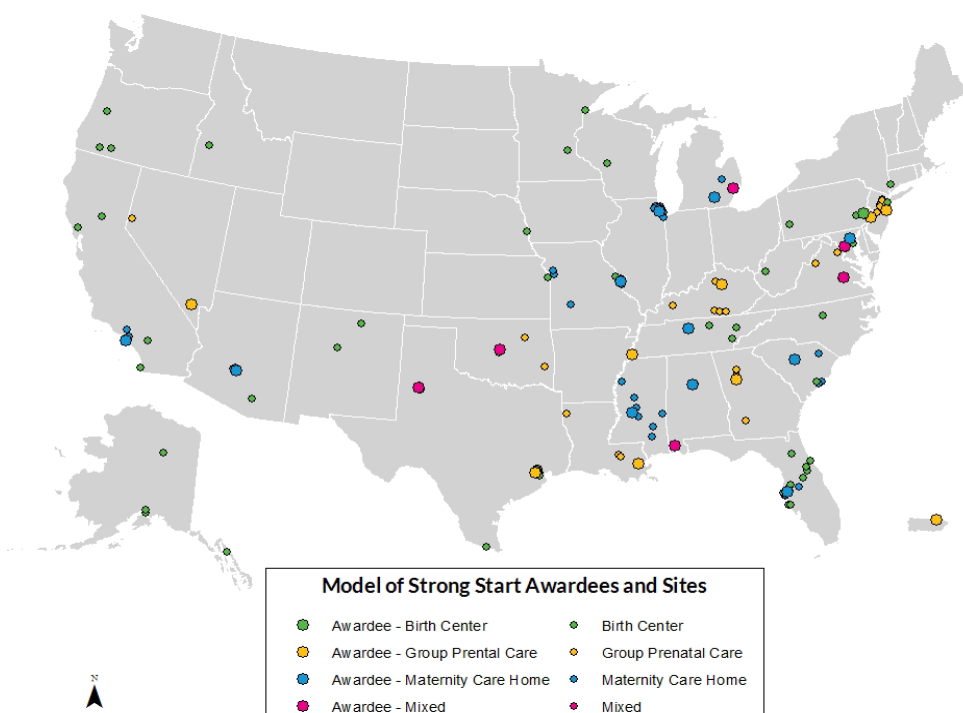 Model of Strong Start Awardees and Sites
Awardee - Birth Center Birth Center
Awardee - Group Prental Care Group Prenatal Care
Awardee - Maternity Care Home Maternity Care Home
Awardee - Mixed Mixed
N